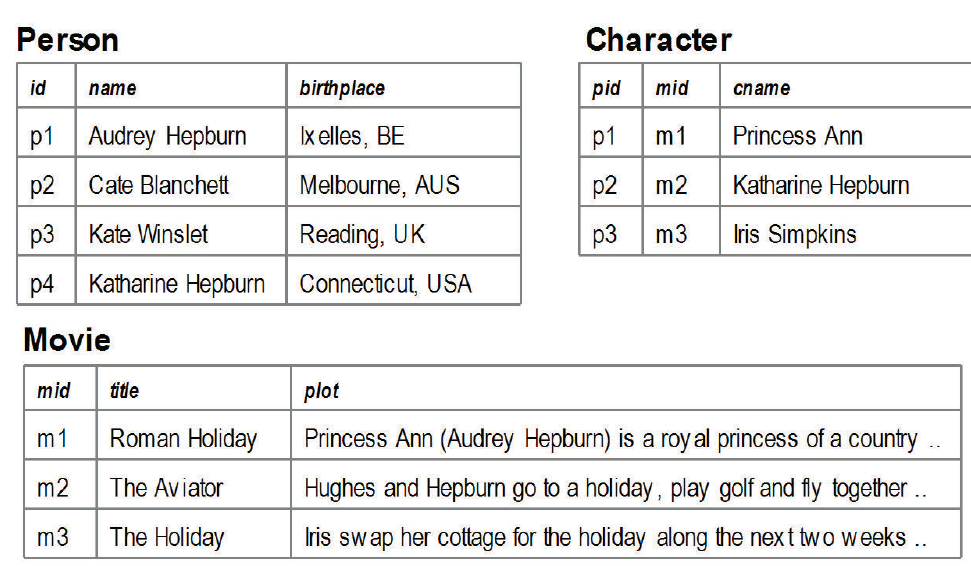 Person
id name birthplace
p1 Audrey Hepburn Ixelles, BE
p2 Cate Blanchett Melbourne, AUS
p3 Kate Winslet Reading, UK
p4 Katharine Hepburn Connecticut, USA
Character
pid mid cname
p1 m1 Princess Ann
p2 m2 Katharine Hepburn
p3 m3 Iris Simpkins
Movie
mid title plot
m1 Roman Holiday Princess Ann (Audrey Hepburn) is a royal princess of a country ..
m2 The Aviator Hughes and Hepburn go to a holiday, play golf and fly together ..
m3 The Holiday Iris swap her cottage for the holiday along the next two weeks ..